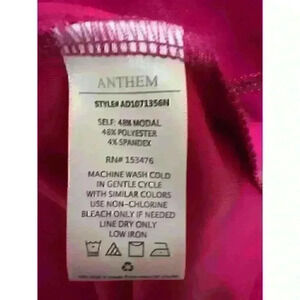 ANTHEM
STYLE# AD1071356N
SELF: 48% MODAL
48% POLYESTER
4% SPANDEX
RN# 153476
MACHINE WASH COLD
IN GENTLE CYCLE
WITH SIMILAR COLORS
USE NON-CHLORINE
BLEACH ONLY IF NEEDED
LINE DRY ONLY
LOW IRON